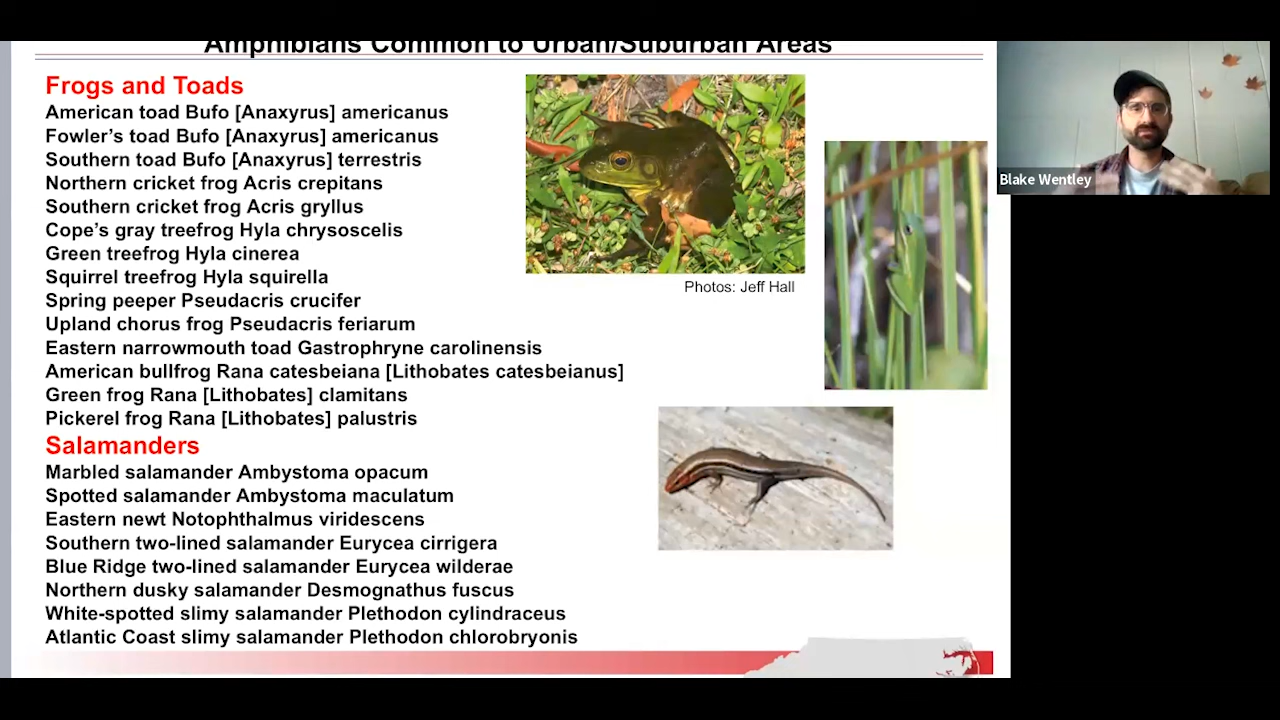 Amphibians Common to Urban/Suburban Areas
Frogs and Toads
American toad Bufo [Anaxyrus] americanus
Fowler's toad Bufo [Anaxyrus] americanus
Southern toad Bufo [Anaxyrus] terrestris
Northern cricket frog Acris crepitans
Southern cricket frog Acris gryllus
Cope's gray treefrog Hyla chrysoscelis
Green treefrog Hyla cinerea
Squirrel treefrog Hyla squirella
Spring peeper Pseudacris crucifer
Upland chorus frog Pseudacris feriarum
Eastern narrowmouth toad Gastrophryne carolinensis
American bullfrog Rana catesbeiana [Lithobates catesbeianus]
Green frog Rana [Lithobates] clamitans
Pickerel frog Rana [Lithobates] palustris
Salamanders
Marbled salamander Ambystoma opacum
Spotted salamander Ambystoma maculatum
Eastern newt Notophthalmus viridescens
Southern two-lined salamander Eurycea cirrigera
Blue Ridge two-lined salamander Eurycea wilderae
Northern dusky salamander Desmognathus fuscus
White-spotted slimy salamander Plethodon cylindraceus
Atlantic Coast slimy salamander Plethodon chlorobryonis
Photos: Jeff Hall
Blake Wentley